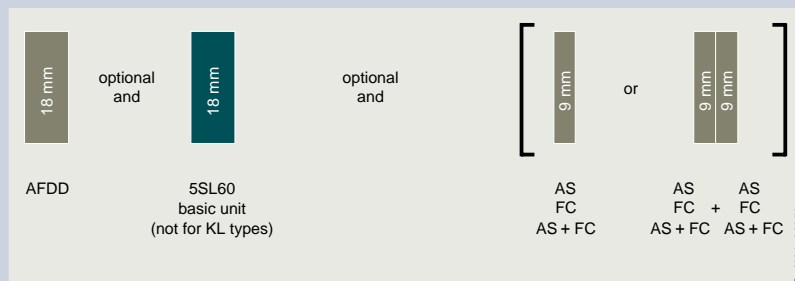 18 mm
optional
and
18 mm
optional
and
9 mm
or
9 mm
9 mm
AFDD
5SL60
basic unit
(not for KL types)
AS
FC
AS + FC
AS AS
FC + FC
AS + FC AS + FC